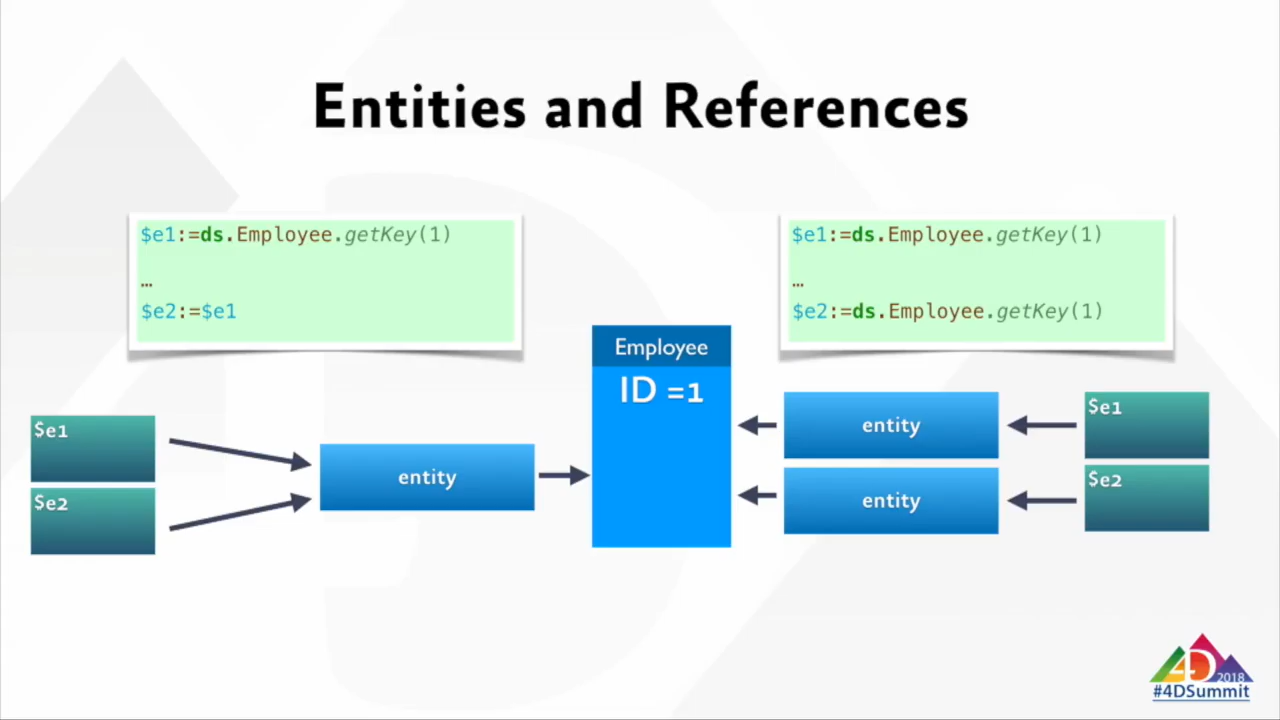 Entities and References
$e1:=ds.Employee.getKey(1)
…
$e2:=$e1
$e1:=ds.Employee.getKey(1)
…
$e2:=ds.Employee.getKey(1)
$e1
$e2
entity
Employee
ID =1
entity
entity
$e1
$e2
4D
2018
#4DSummit